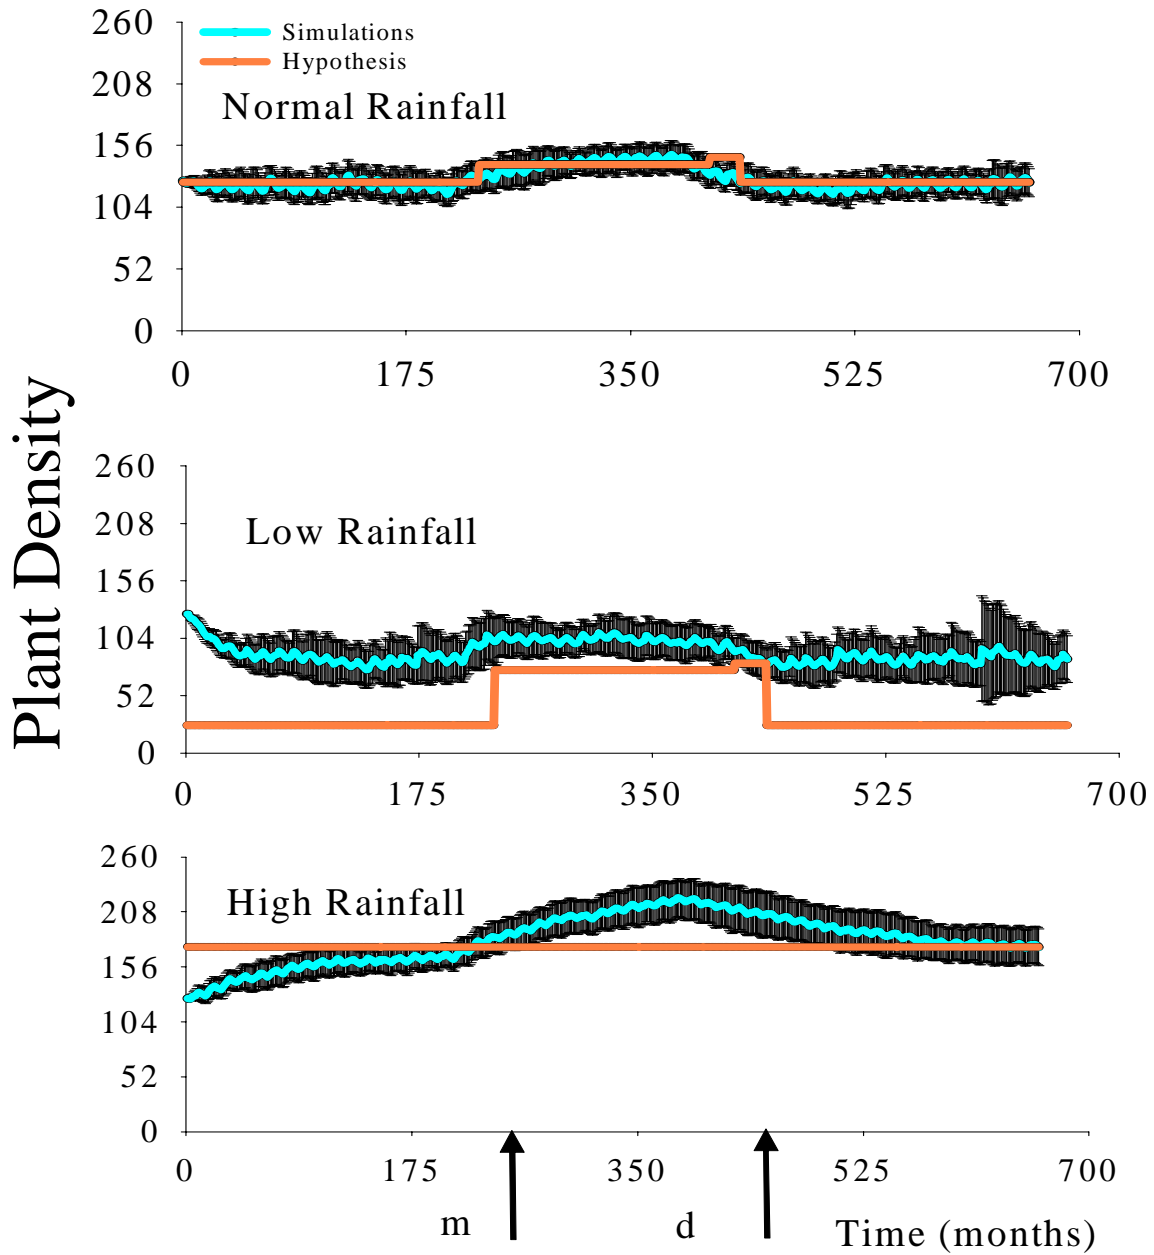 260
Simulations
Hypothesis
208
Normal Rainfall
156
104
52
0
0 175 350 525 700
Plant Density
260
208
Low Rainfall
156
104
52
0
0 175 350 525 700
260
208
High Rainfall
156
104
52
0
0 175 350 525 700
m d Time (months)